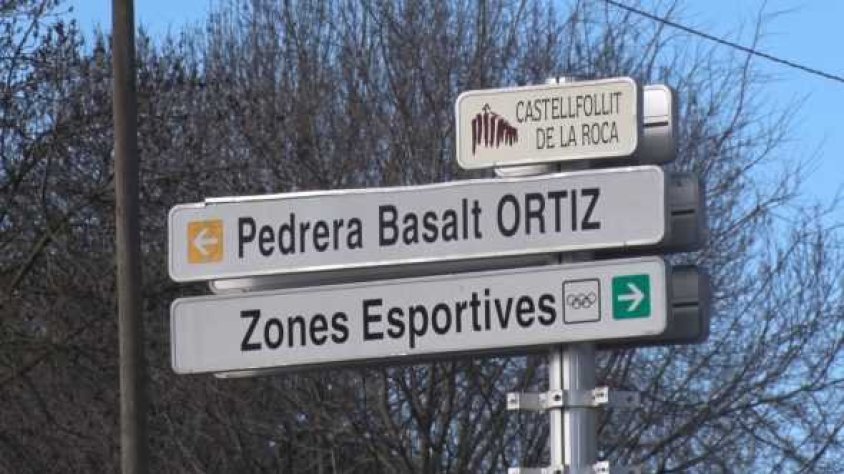 CASTELLFOLLIT
DE LA ROCA
Pedrera Basalt ORTIZ
Zones Esportives